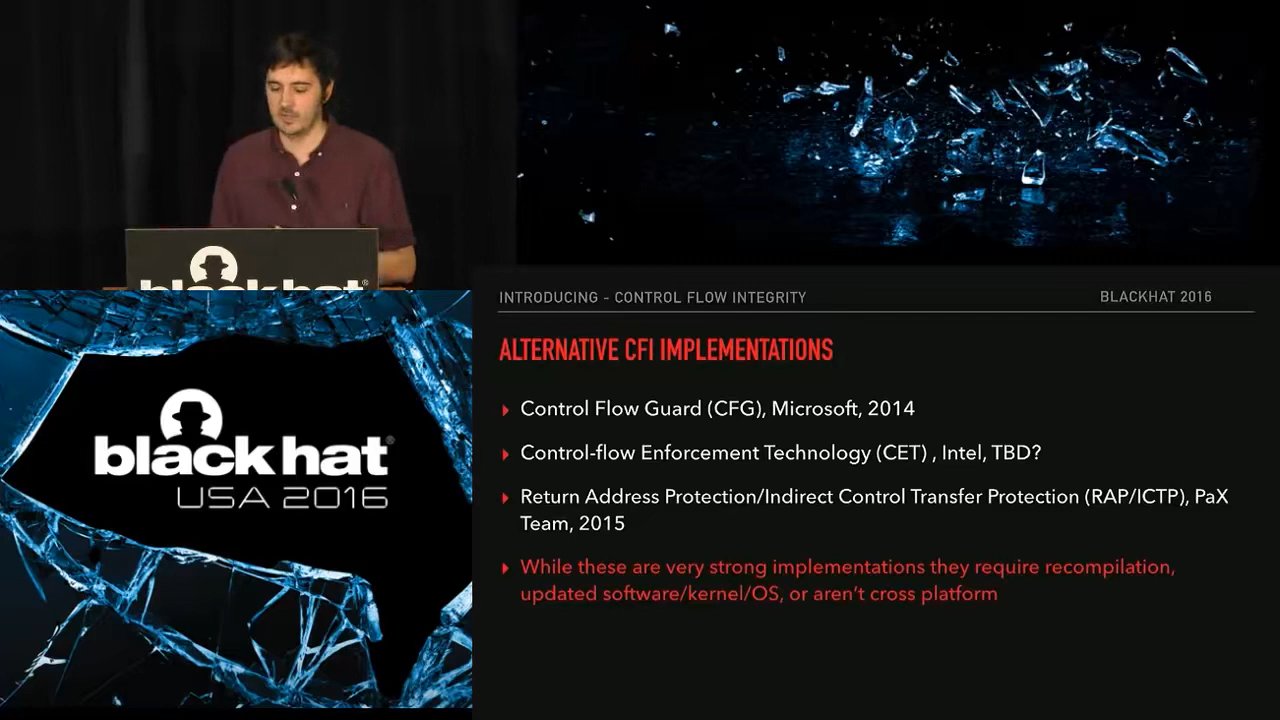 black hat®
INTRODUCING - CONTROL FLOW INTEGRITY
BLACKHAT 2016
ALTERNATIVE CFI IMPLEMENTATIONS
Control Flow Guard (CFG), Microsoft, 2014
Control-flow Enforcement Technology (CET) , Intel, TBD?
Return Address Protection/Indirect Control Transfer Protection (RAP/ICTP), PaX
Team, 2015
While these are very strong implementations they require recompilation,
updated software/kernel/OS, or aren't cross platform
black hat®
USA 2016